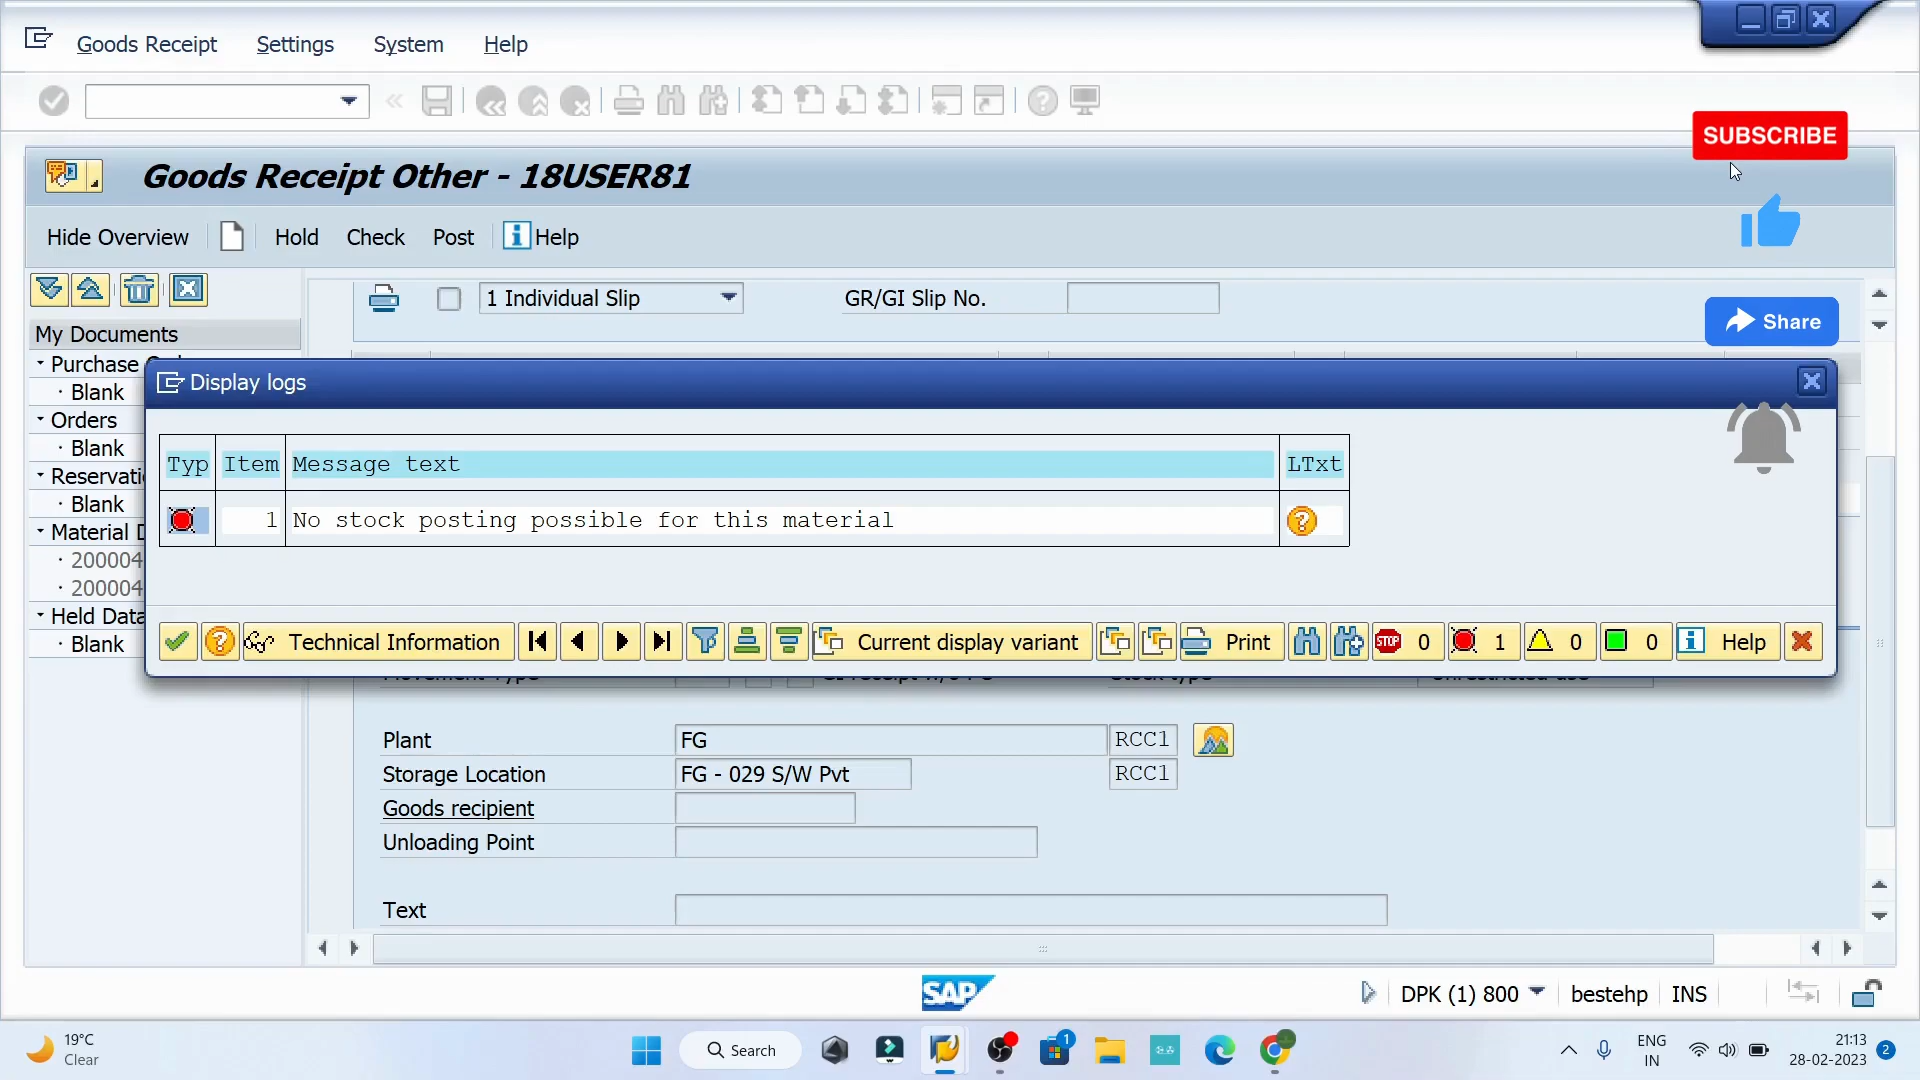 Goods Receipt Settings System Help
SUBSCRIBE
Goods Receipt Other - 18USER81
Hide Overview Hold Check Post Help
1 Individual Slip GR/GI Slip No.
Share
My Documents
Purchase
Blank
Orders
Blank
Reservati
Blank
Material D
200004
200004
Held Data
Blank
Display logs
Typ Item Message text LTxt
1 No stock posting possible for this material
Technical Information Current display variant Print STOP 0 1 0 0 Help
Plant FG RCC1
Storage Location FG - 029 S/W Pvt RCC1
Goods recipient
Unloading Point
Text
SAP
DPK (1) 800 bestehp INS
19°C
Clear
Search
1
ENG
IN
21:13
28-02-2023
2